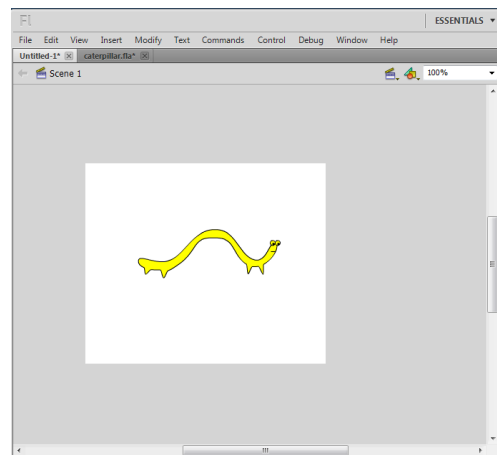 Fl
ESSENTIALS
File Edit View Insert Modify Text Commands Control Debug Window Help
Untitled-1* caterpillar.fla*
Scene 1 100%